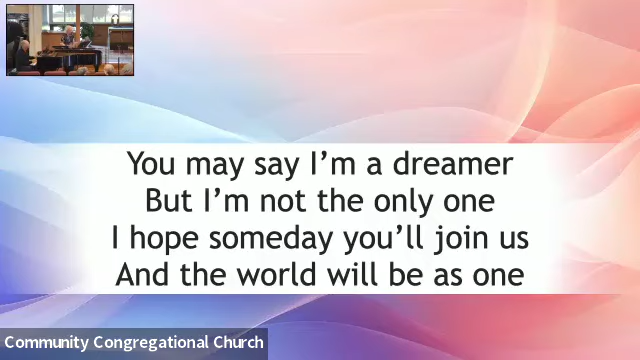 You may say I’m a dreamer
But I’m not the only one
I hope someday you’ll join us
And the world will be as one
Community Congregational Church